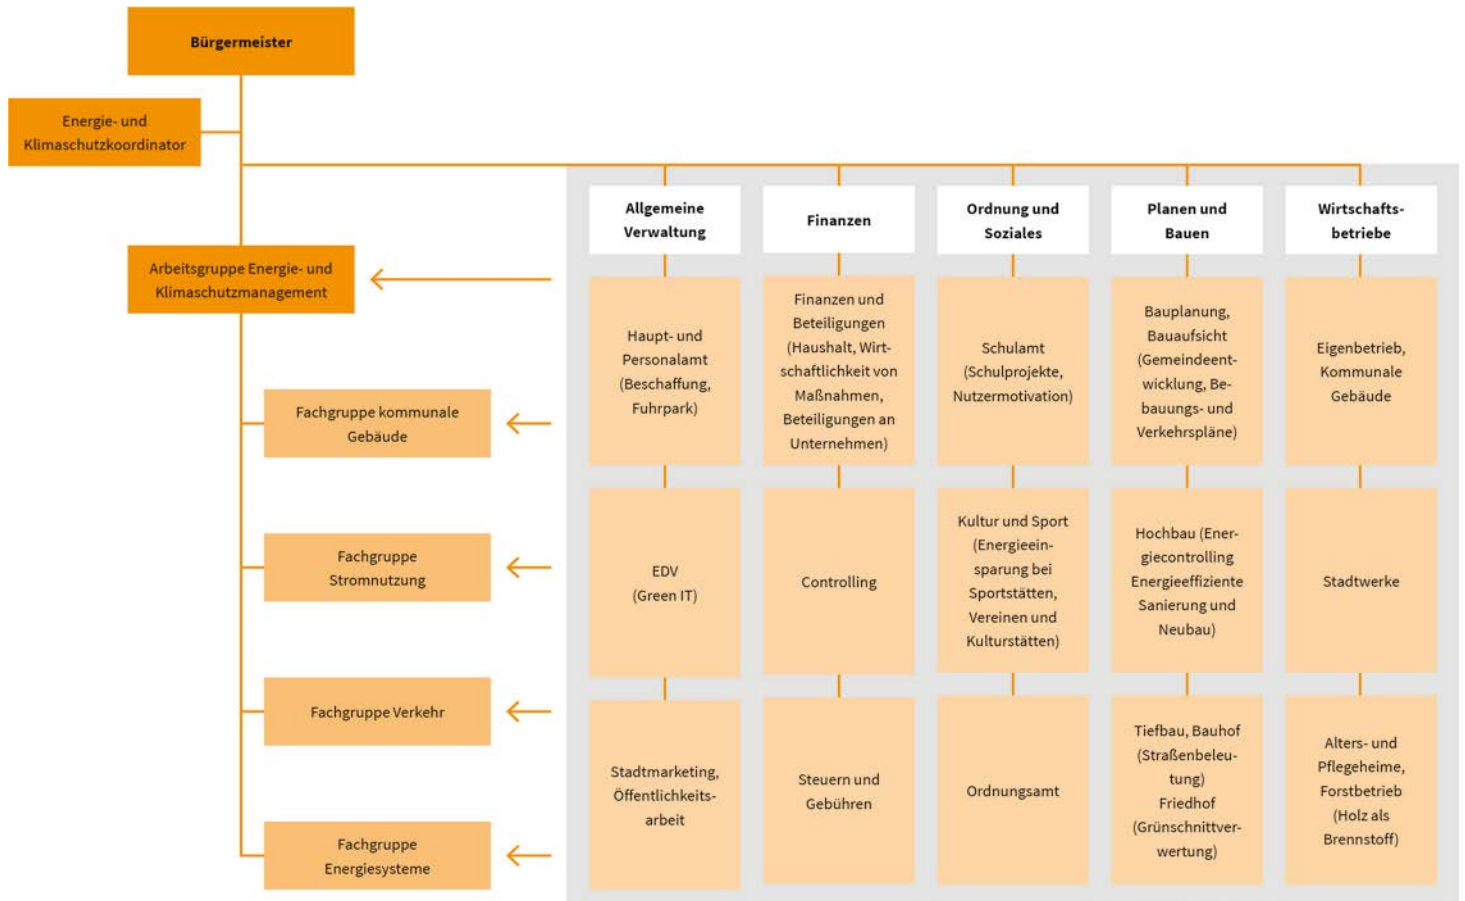 Bürgermeister
Energie- und
Klimaschutzkoordinator
Arbeitsgruppe Energie- und
Klimaschutzmanagement
Fachgruppe kommunale
Gebäude
Fachgruppe
Stromnutzung
Fachgruppe Verkehr
Fachgruppe
Energiesysteme
Allgemeine
Verwaltung
Haupt- und
Personalamt
(Beschaffung,
Fuhrpark)
EDV
(Green IT)
Stadtmarketing,
Öffentlichkeits-
arbeit
Finanzen
Finanzen und
Beteiligungen
(Haushalt, Wirt-
schaftlichkeit von
Maßnahmen,
Beteiligungen an
Unternehmen)
Controlling
Steuern und
Gebühren
Ordnung und
Soziales
Schulamt
(Schulprojekte,
Nutzermotivation)
Kultur und Sport
(Energieein-
sparung bei
Sportstätten,
Vereinen und
Kulturstätten)
Ordnungsamt
Planen und
Bauen
Bauplanung,
Bauaufsicht
(Gemeindeent-
wicklung, Be-
bauungs- und
Verkehrspläne)
Hochbau (Ener-
giecontrolling
Energieeffiziente
Sanierung und
Neubau)
Tiefbau, Bauhof
(Straßenbeleu-
tung)
Friedhof
(Grünschnittver-
wertung)
Wirtschafts-
betriebe
Eigenbetrieb,
Kommunale
Gebäude
Stadtwerke
Alters- und
Pflegeheime,
Forstbetrieb
(Holz als
Brennstoff)